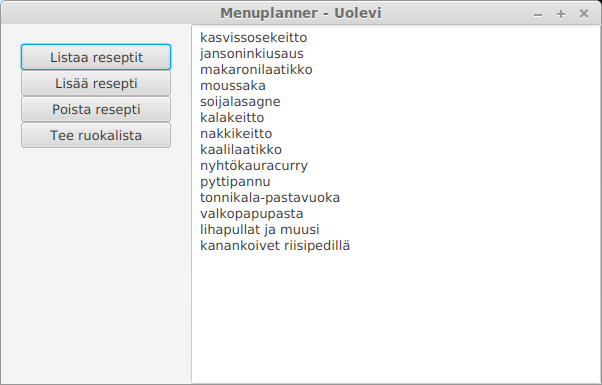 Menuplanner - Uolevi
Listaa reseptit
Lisää resepti
Poista resepti
Tee ruokalista
kasvissosekeitto
jansoninkiusaus
makaronilaatikko
moussaka
soijalasagne
kalakeitto
nakkikeitto
kaalilaatikko
nyhtökauracurry
pyttipannu
tonnikala-pastavuoka
valkopapupasta
lihapullat ja muusi
kanankoivet riisipedillä